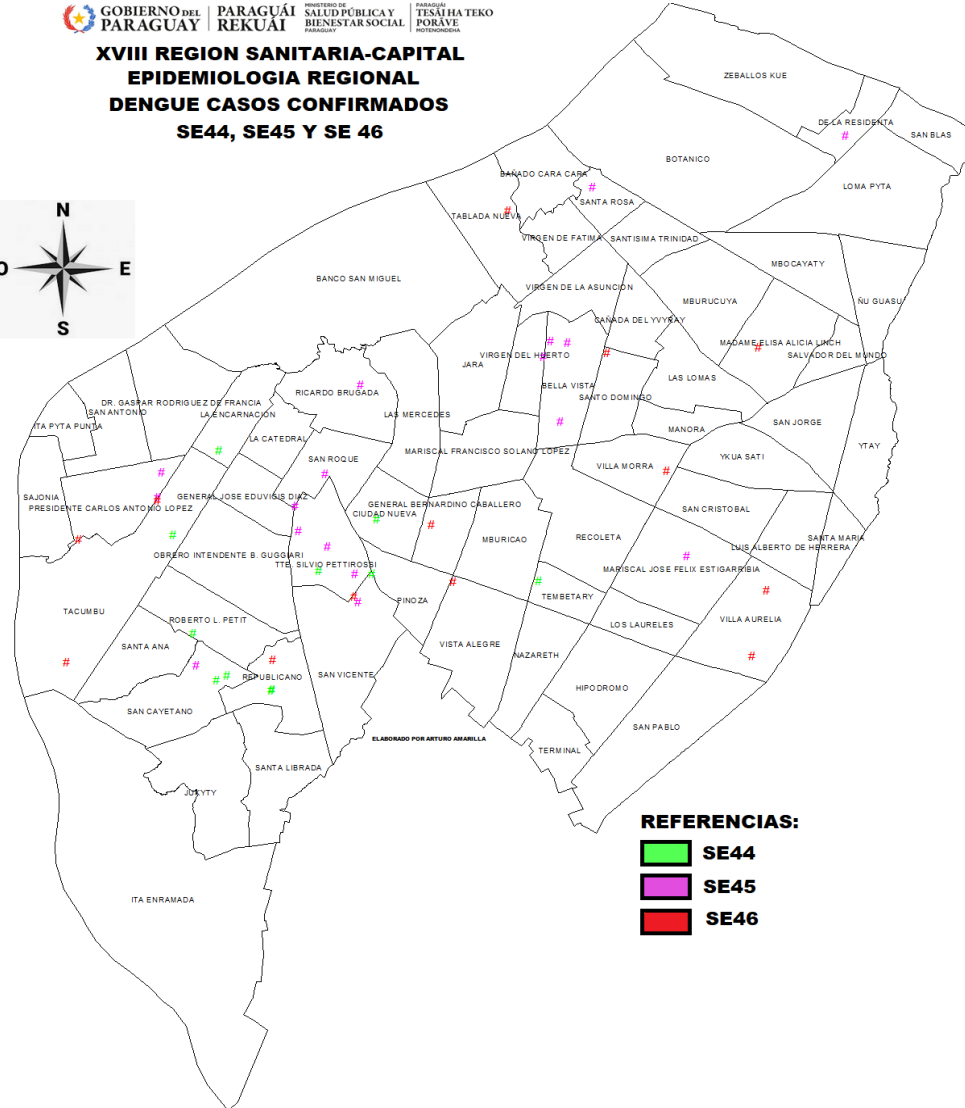 GOBIERNO DEL
PARAGUAY
PARAGUÁI
REKUÁI
MINISTERIO DE
SALUD PÚBLICA Y
BIENESTAR SOCIAL
PARAGUAY
PARAGUÁI
TESÃI HA TEKO
PORÃVE
MOTENONDEHA
XVIII REGION SANITARIA-CAPITAL
EPIDEMIOLOGIA REGIONAL
DENGUE CASOS CONFIRMADOS
SE44, SE45 Y SE 46
N
O
E
S
ZEBALLOS KUE
DE LA RESIDENTA
SAN BLAS
BOTANICO
BAÑADO CARA CARA
LOMA PYTA
SANTA ROSA
TABLADA NUEVA
VIRGEN DE FATIMA
SANTISIMA TRINIDAD
MBOCAYATY
BANCO SAN MIGUEL
VIRGEN DE LA ASUNCION
MBURUCUYA
ÑU GUASU
CAÑADA DEL YVYRAY
MADAME ELISA ALICIA LINCH
VIRGEN DEL HUERTO
SALVADOR DEL MUNDO
JARA
LAS LOMAS
BELLA VISTA
RICARDO BRUGADA
SANTO DOMINGO
DR. GASPAR RODRIGUEZ DE FRANCIA
SAN ANTONIO
LA ENCARNACION
LAS MERCEDES
ITA PYTA PUNTA
SAN JORGE
MANORA
LA CATEDRAL
YTAY
MARISCAL FRANCISCO SOLANO LOPEZ
SAN ROQUE
YKUA SATI
VILLA MORRA
SAJONIA
GENERAL JOSE EDUVIGIS DIAZ
PRESIDENTE CARLOS ANTONIO LOPEZ
GENERAL BERNARDINO CABALLERO
CIUDAD NUEVA
SAN CRISTOBAL
MBURICAO
RECOLETA
SANTA MARIA
LUIS ALBERTO DE HERRERA
OBRERO INTENDENTE B. GUGGIARI
TTE. SILVIO PETTIROSSI
MARISCAL JOSE FELIX ESTIGARRIBIA
TEMBETARY
PINOZA
TACUMBU
ROBERTO L. PETIT
LOS LAURELES
VILLA AURELIA
SANTA ANA
VISTA ALEGRE
NAZARETH
REPUBLICANO
SAN VICENTE
HIPODROMO
SAN CAYETANO
SAN PABLO
ELABORADO POR ARTURO AMARILLA
TERMINAL
SANTA LIBRADA
JUKYTY
ITA ENRAMADA
REFERENCIAS:
SE44
SE45
SE46